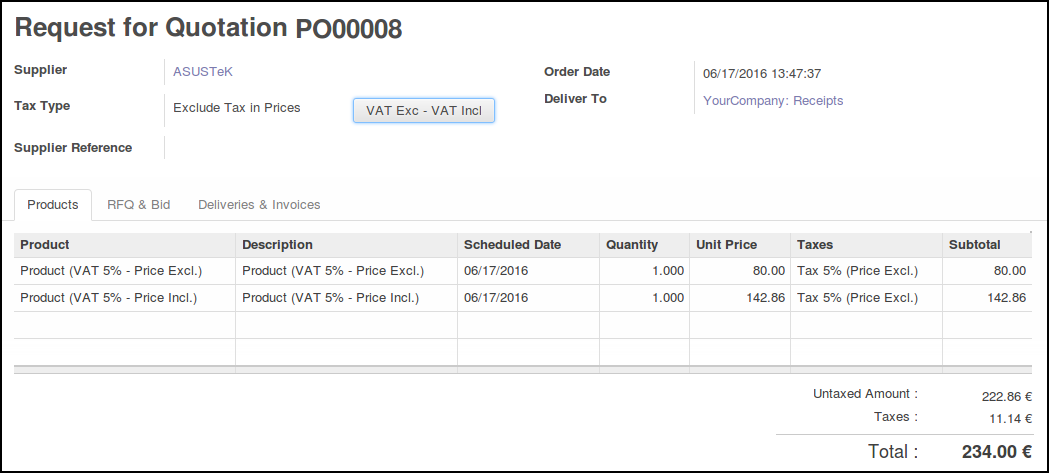 Request for Quotation PO00008
Supplier ASUSTeK Order Date 06/17/2016 13:47:37
Tax Type Exclude Tax in Prices VAT Exc - VAT Incl Deliver To YourCompany: Receipts
Supplier Reference
Products RFQ & Bid Deliveries & Invoices
Product Description Scheduled Date Quantity Unit Price Taxes Subtotal
Product (VAT 5% - Price Excl.) Product (VAT 5% - Price Excl.) 06/17/2016 1.000 80.00 Tax 5% (Price Excl.) 80.00
Product (VAT 5% - Price Incl.) Product (VAT 5% - Price Incl.) 06/17/2016 1.000 142.86 Tax 5% (Price Excl.) 142.86
Untaxed Amount : 222.86 €
Taxes : 11.14 €
Total : 234.00 €